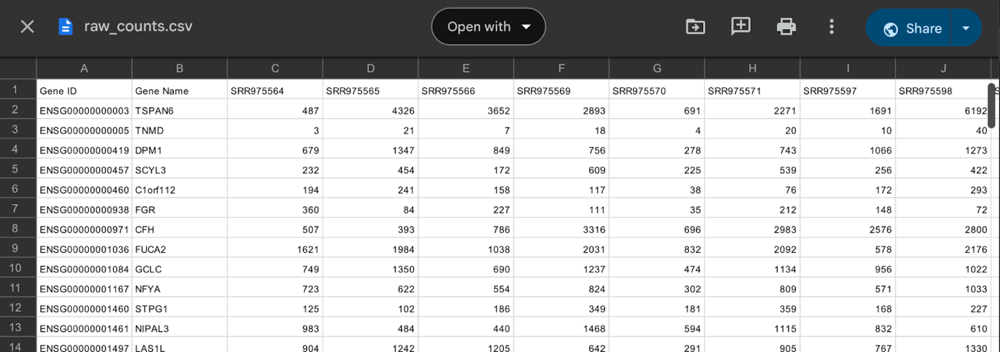 raw_counts.csv Open with Share
A B C D E F G H I J
1 Gene ID Gene Name SRR975564 SRR975565 SRR975566 SRR975569 SRR975570 SRR975571 SRR975597 SRR975598 S
2 ENSG00000000003 TSPAN6 487 4326 3652 2893 691 2271 1691 6192
3 ENSG00000000005 TNMD 3 21 7 18 4 20 10 40
4 ENSG00000000419 DPM1 679 1347 849 756 278 743 1066 1273
5 ENSG00000000457 SCYL3 232 454 172 609 225 539 256 422
6 ENSG00000000460 C1orf112 194 241 158 117 38 76 172 293
7 ENSG00000000938 FGR 360 84 227 111 35 212 148 72
8 ENSG00000000971 CFH 507 393 786 3316 696 2983 2576 2800
9 ENSG00000001036 FUCA2 1621 1984 1038 2031 832 2092 578 2176
10 ENSG00000001084 GCLC 749 1350 690 1237 474 1134 956 1022
11 ENSG00000001167 NFYA 723 622 554 824 302 809 571 1033
12 ENSG00000001460 STPG1 125 102 186 349 181 359 168 227
13 ENSG00000001461 NIPAL3 983 484 440 1468 594 1115 832 610
14 ENSG00000001497 LAS1L 904 1242 1205 642 291 905 767 1330